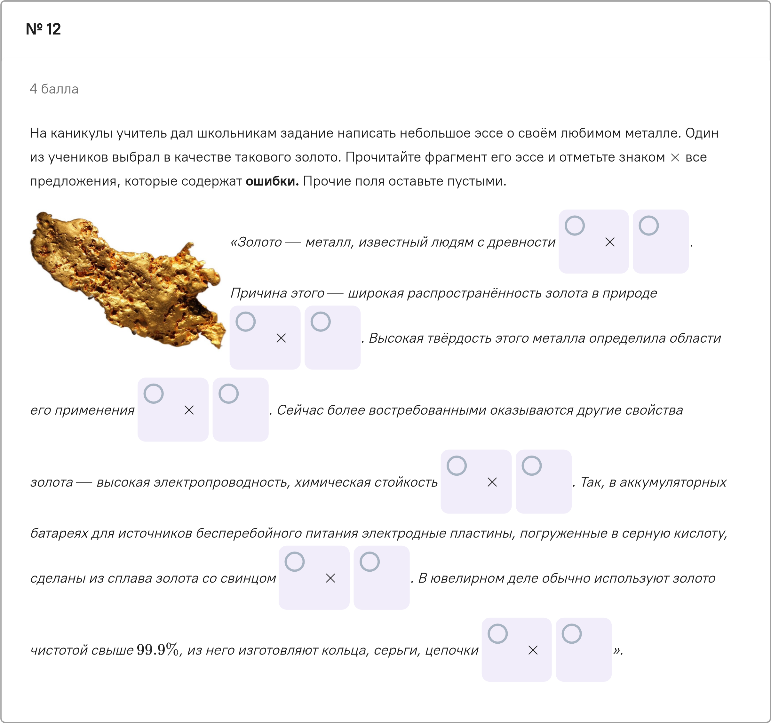 № 12
4 балла
На каникулы учитель дал школьникам задание написать небольшое эссе о своём любимом металле. Один
из учеников выбрал в качестве такового золото. Прочитайте фрагмент его эссе и отметьте знаком × все
предложения, которые содержат ошибки. Прочие поля оставьте пустыми.
«Золото — металл, известный людям с древности × .
Причина этого — широкая распространённость золота в природе
× . Высокая твёрдость этого металла определила области
его применения × . Сейчас более востребованными оказываются другие свойства
золота — высокая электропроводность, химическая стойкость × . Так, в аккумуляторных
батареях для источников бесперебойного питания электродные пластины, погруженные в серную кислоту,
сделаны из сплава золота со свинцом × . В ювелирном деле обычно используют золото
чистотой свыше 99.9%, из него изготовляют кольца, серьги, цепочки × ».